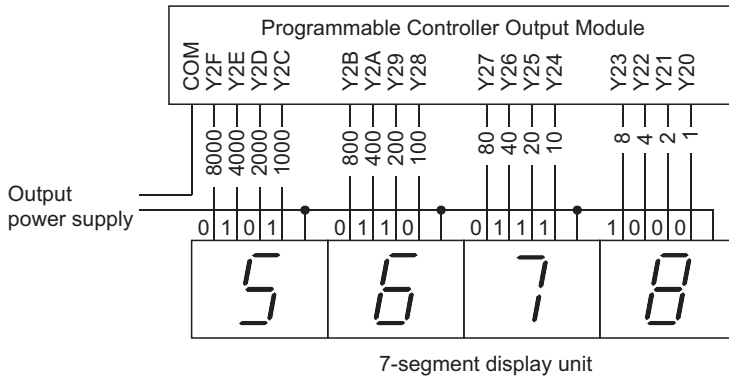 Programmable Controller Output Module
COM Y2F Y2E Y2D Y2C Y2B Y2A Y29 Y28 Y27 Y26 Y25 Y24 Y23 Y22 Y21 Y20
8000 4000 2000 1000 800 400 200 100 80 40 20 10 8 4 2 1
Output
power supply
0 1 0 1 0 1 1 0 0 1 1 1 1 0 0 0
5 6 7 8
7-segment display unit